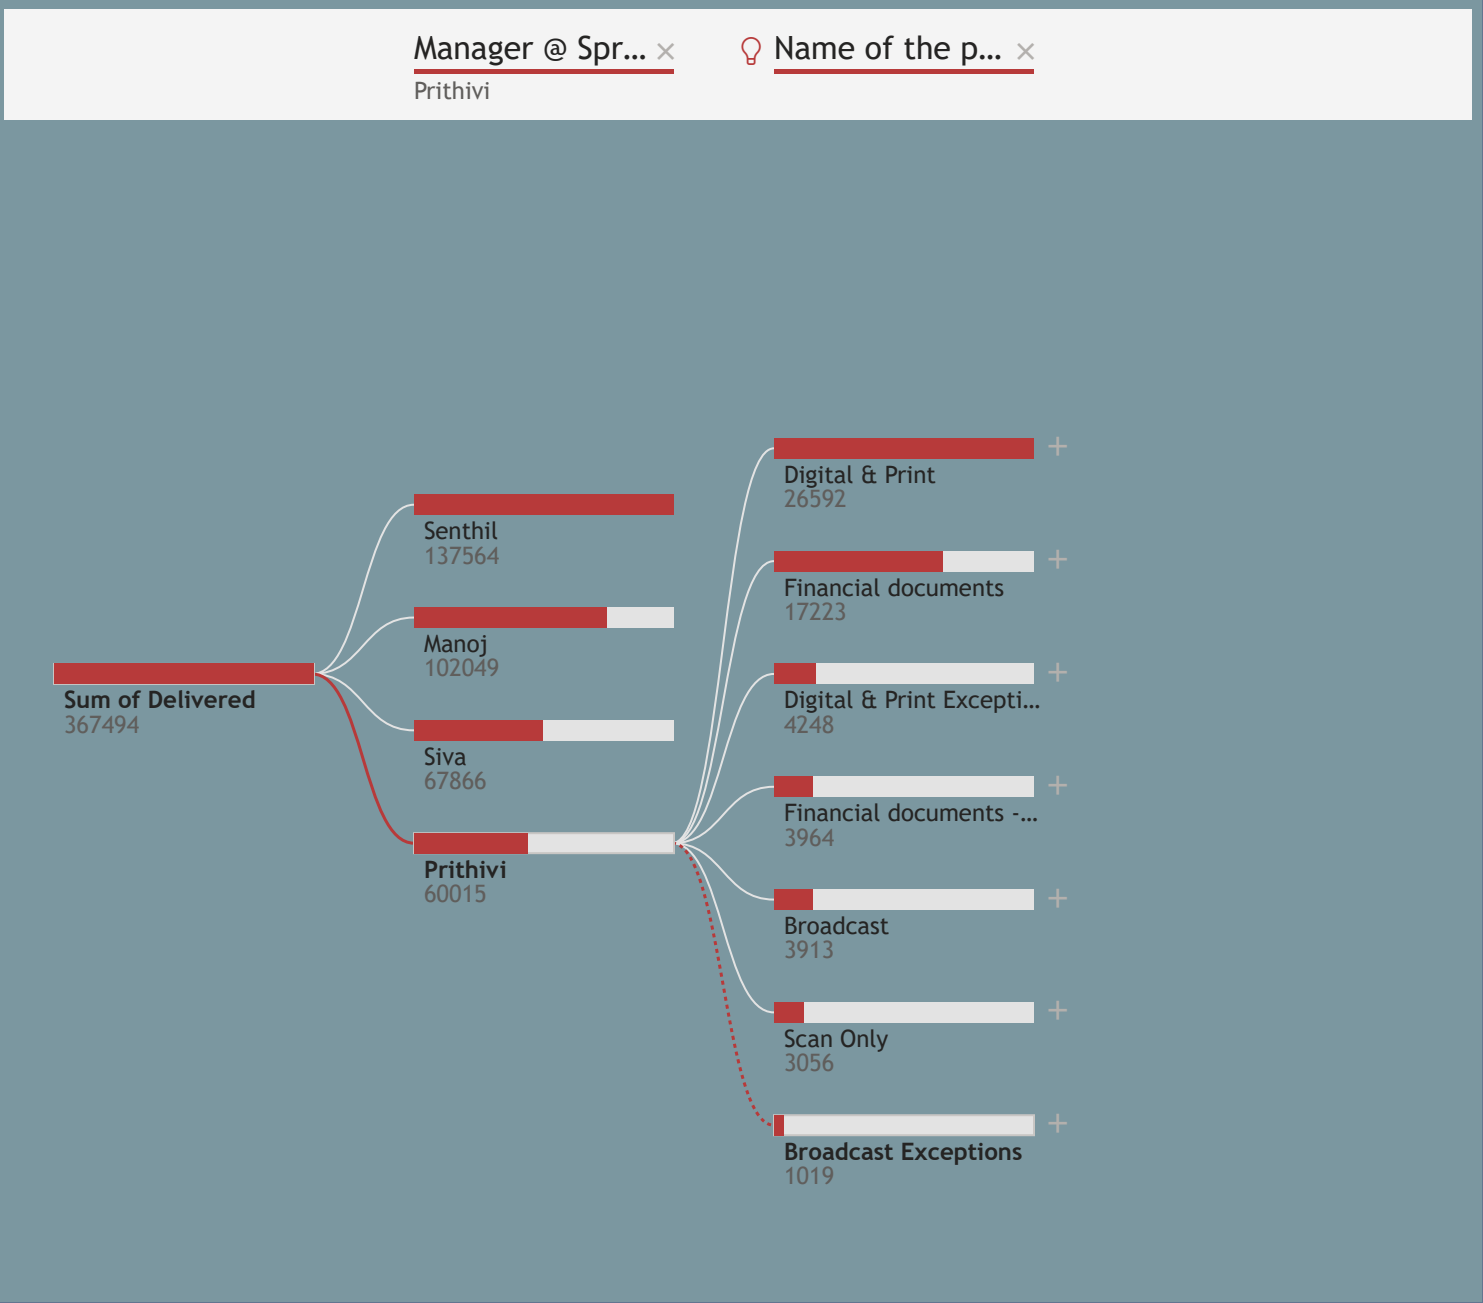 Manager @ Spr...
Prithivi
Name of the p...
Sum of Delivered
367494
Senthil
137564
Manoj
102049
Siva
67866
Prithivi
60015
Digital & Print
26592
Financial documents
17223
Digital & Print Excepti...
4248
Financial documents -...
3964
Broadcast
3913
Scan Only
3056
Broadcast Exceptions
1019